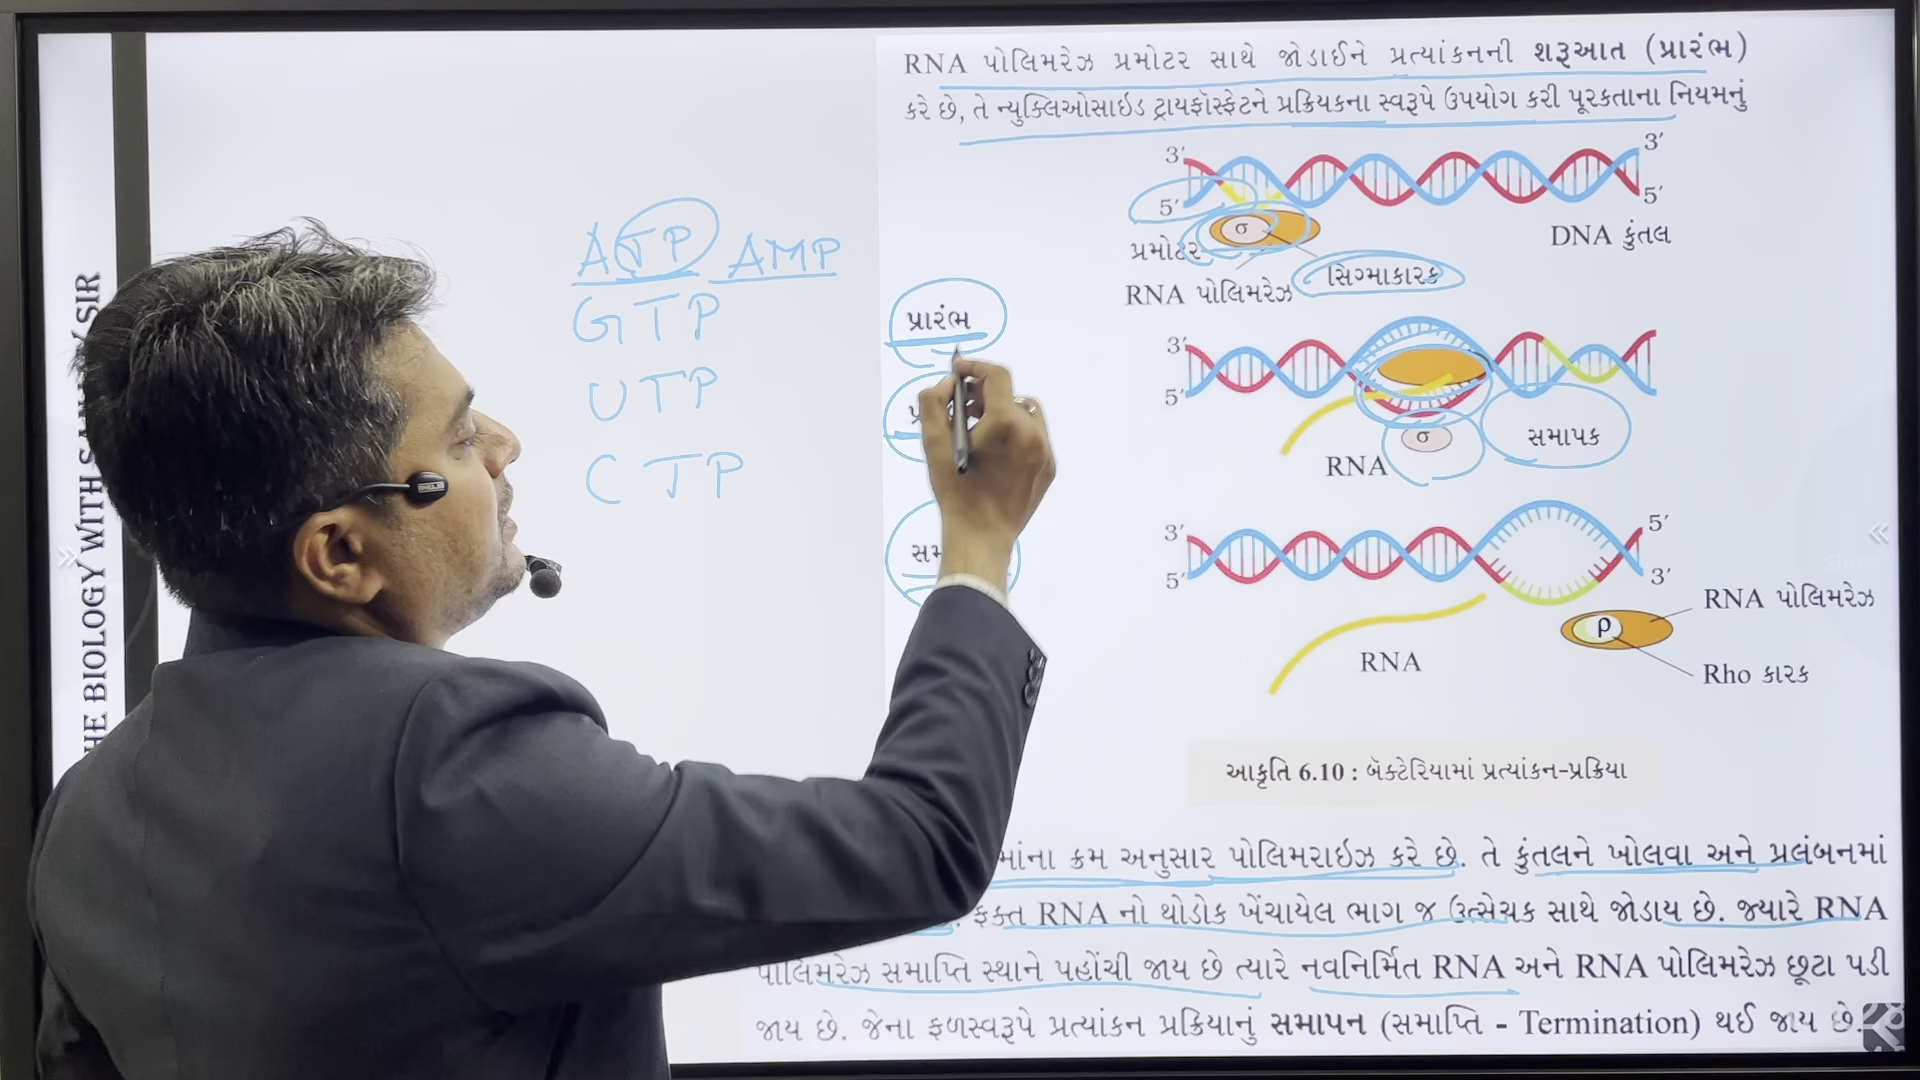 RNA પોલિમરેઝ પ્રમોટર સાથે જોડાઈને પ્રત્યાંકનની શરૂઆત (પ્રારંભ)
કરે છે, તે ન્યુક્લિઓસાઇડ ટ્રાયફૉસ્ફેટને પ્રક્રિયકના સ્વરૂપે ઉપયોગ કરી પૂરકતાના નિયમનું
3′ 3′
5′ 5′
σ
પ્રમોટર
DNA કુંતલ
સિગ્માકારક
RNA પોલિમરેઝ
ATP AMP
GTP
UTP
CTP
પ્રારંભ
3′
5′
σ
સમાપક
RNA
3′ 5′
5′ 3′
RNA પોલિમરેઝ
ρ
RNA
Rho કારક
આકૃતિ 6.10 : બૅક્ટેરિયામાં પ્રત્યાંકન-પ્રક્રિયા
ક્રમ અનુસાર પોલિમરાઇઝ કરે છે. તે કુંતલને ખોલવા અને પ્રલંબનમાં
ફક્ત RNA નો થોડોક ખેંચાયેલ ભાગ જ ઉત્સેચક સાથે જોડાય છે. જ્યારે RNA
પોલિમરેઝ સમાપ્તિ સ્થાને પહોંચી જાય છે ત્યારે નવનિર્મિત RNA અને RNA પોલિમરેઝ છૂટા પડી
જાય છે. જેના ફળસ્વરૂપે પ્રત્યાંકન પ્રક્રિયાનું સમાપન (સમાપ્તિ - Termination) થઈ જાય છે.
BIOLOGY WITH SIR